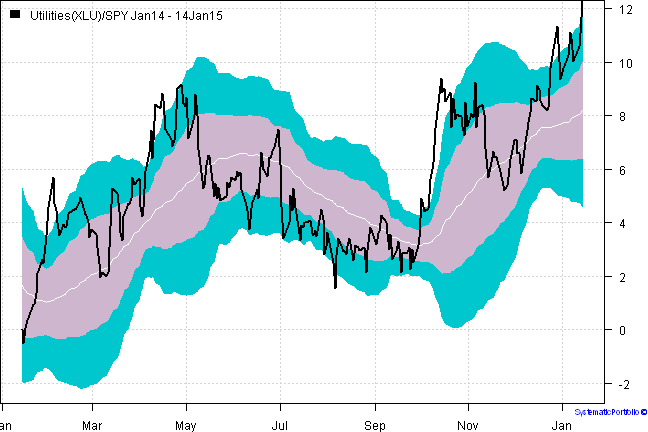 Utilities(XLU)/SPY Jan14 - 14Jan15
12
10
8
6
4
2
0
-2
an
Mar
May
Jul
Sep
Nov
Jan
SystematicPortfolio ©